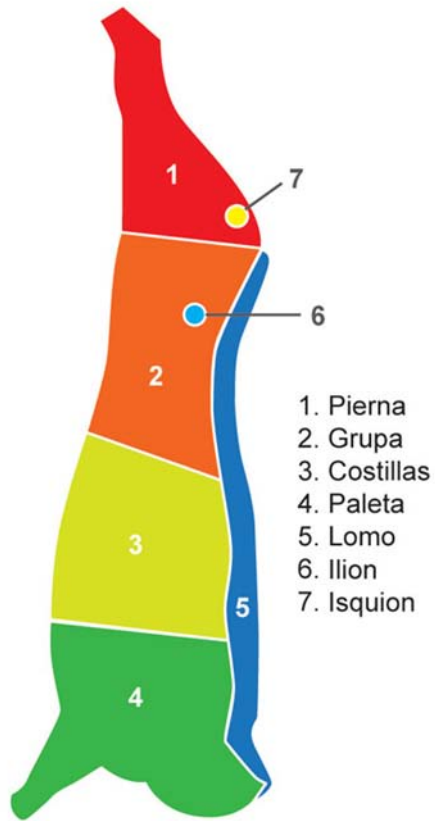 1
7
6
2
3
5
4
1. Pierna
2. Grupa
3. Costillas
4. Paleta
5. Lomo
6. Ilion
7. Isquion